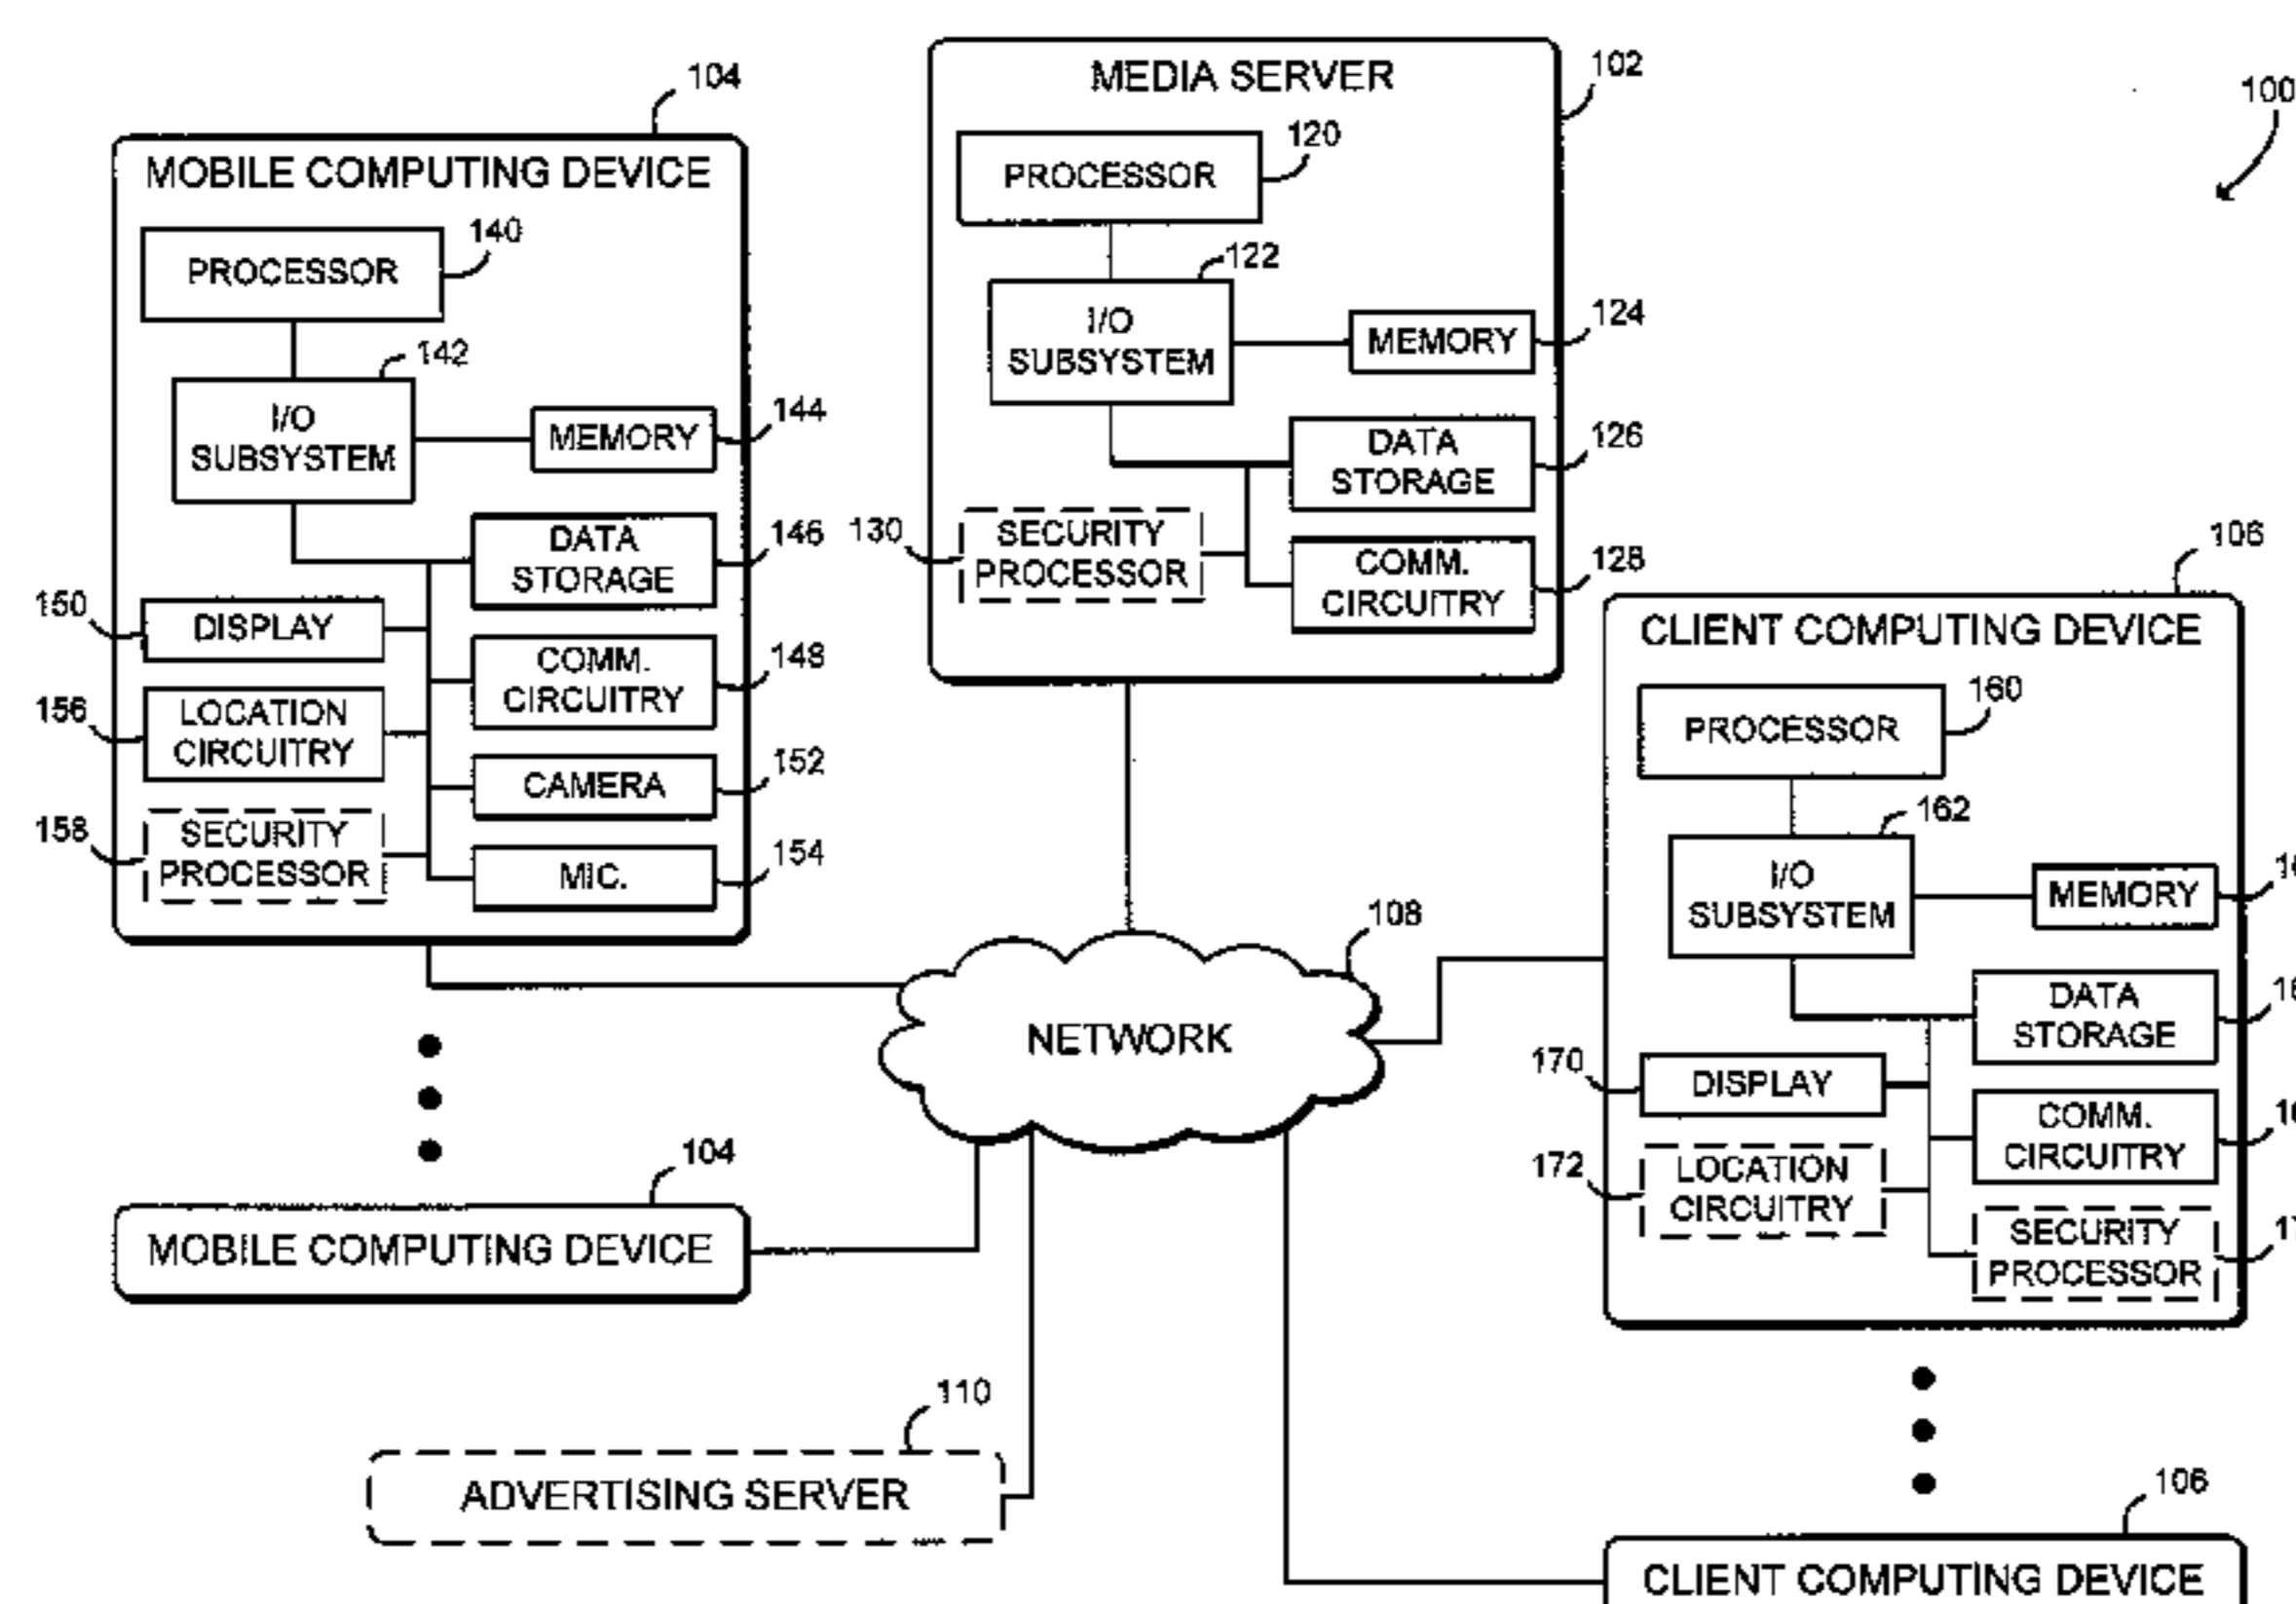 100
102
MEDIA SERVER
PROCESSOR
120
I/O
SUBSYSTEM
122
MEMORY
124
DATA
STORAGE
126
COMM.
CIRCUITRY
128
SECURITY
PROCESSOR
130
104
MOBILE COMPUTING DEVICE
PROCESSOR
140
I/O
SUBSYSTEM
142
MEMORY
144
DATA
STORAGE
146
DISPLAY
150
COMM.
CIRCUITRY
148
LOCATION
CIRCUITRY
156
CAMERA
152
SECURITY
PROCESSOR
158
MIC.
154
104
MOBILE COMPUTING DEVICE
108
NETWORK
110
ADVERTISING SERVER
106
CLIENT COMPUTING DEVICE
PROCESSOR
160
I/O
SUBSYSTEM
162
MEMORY
DATA
STORAGE
DISPLAY
170
COMM.
CIRCUITRY
LOCATION
CIRCUITRY
172
SECURITY
PROCESSOR
106
CLIENT COMPUTING DEVICE